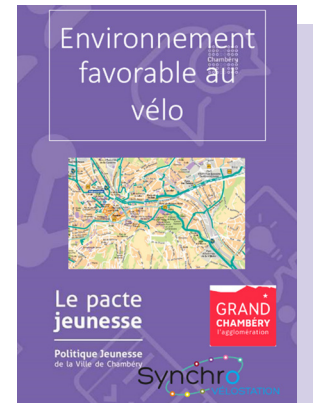 Environnement
favorable au
vélo
Chambéry
Le pacte
jeunesse
Politique Jeunesse
de la Ville de Chambéry
GRAND
CHAMBÉRY
l'agglomération
Synchro
VÉLOSTATION